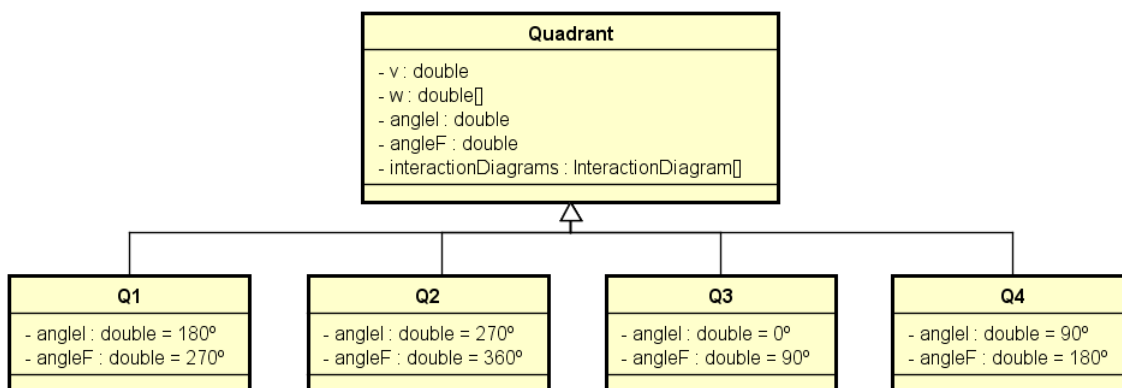 Quadrant
- v : double
- w : double[]
- angleI : double
- angleF : double
- interactionDiagrams : InteractionDiagram[]
Q1
- angleI : double = 180º
- angleF : double = 270º
Q2
- angleI : double = 270º
- angleF : double = 360º
Q3
- angleI : double = 0º
- angleF : double = 90º
Q4
- angleI : double = 90º
- angleF : double = 180º